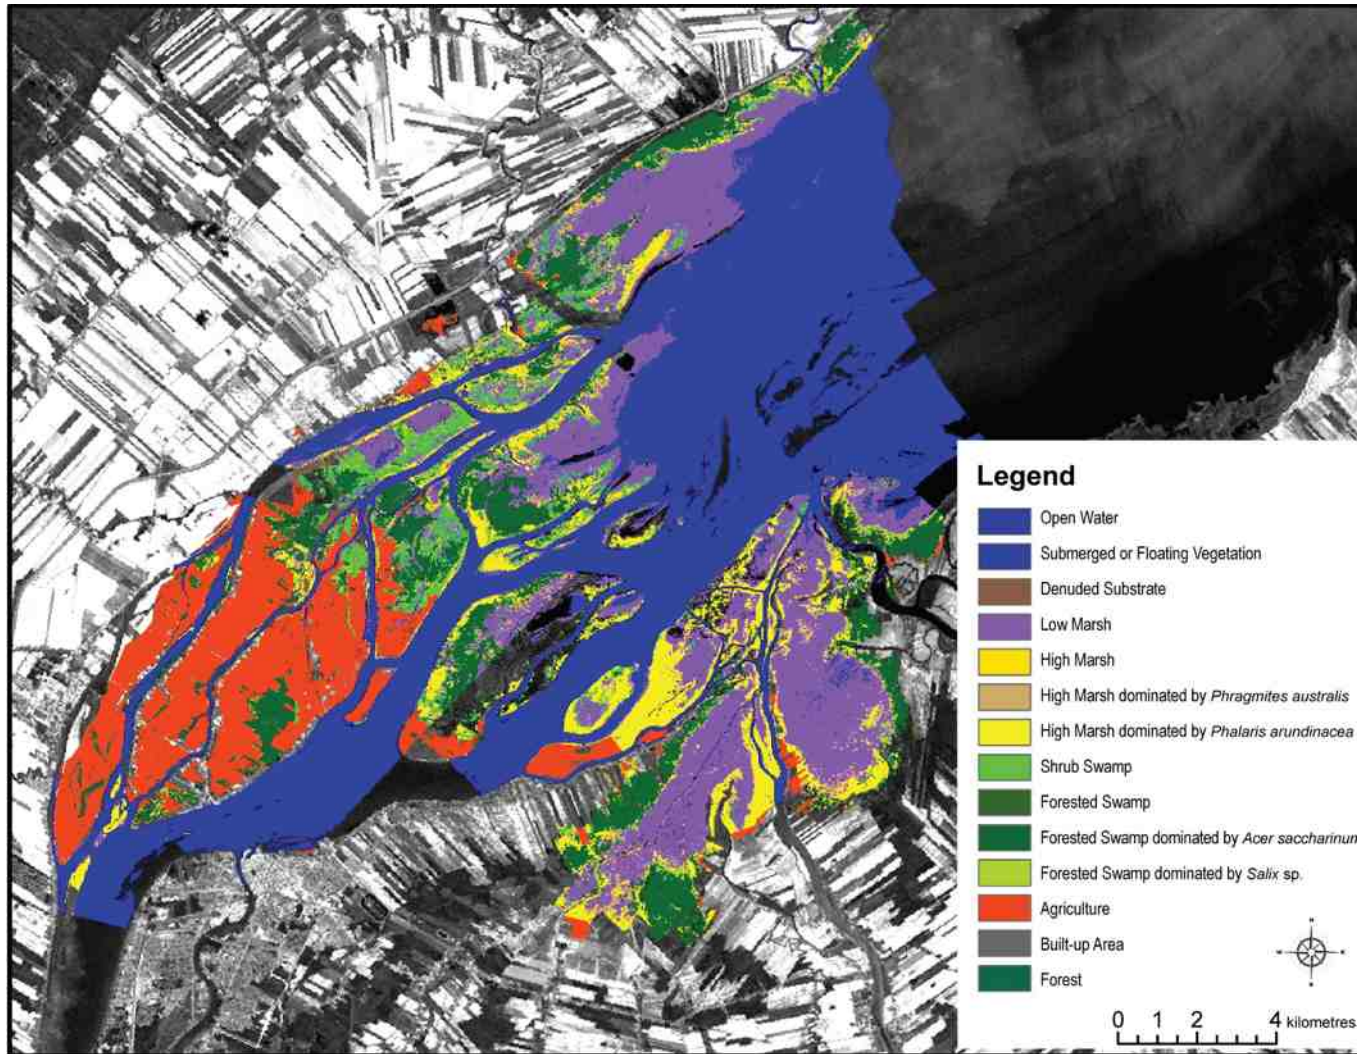 Legend
Open Water
Submerged or Floating Vegetation
Denuded Substrate
Low Marsh
High Marsh
High Marsh dominated by Phragmites australis
High Marsh dominated by Phalaris arundinacea
Shrub Swamp
Forested Swamp
Forested Swamp dominated by Acer saccharinum
Forested Swamp dominated by Salix sp.
Agriculture
Built-up Area
Forest
0 1 2 4 kilometres